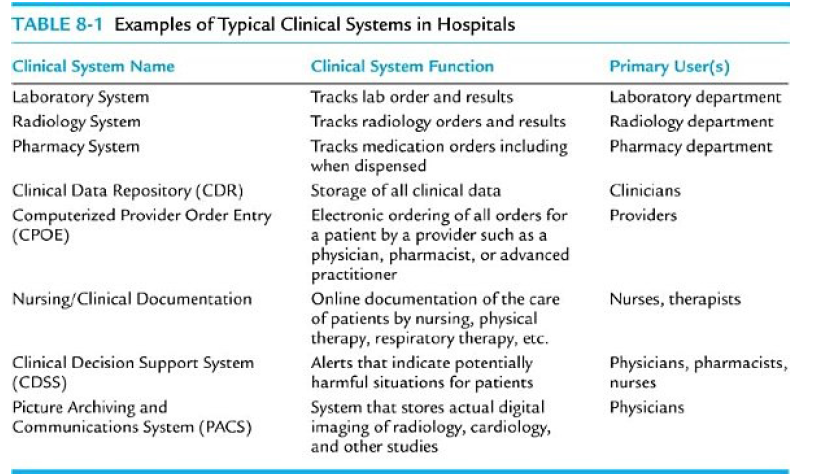 TABLE 8-1 Examples of Typical Clinical Systems in Hospitals
Clinical System Name Clinical System Function Primary User(s)
Laboratory System Tracks lab order and results Laboratory department
Radiology System Tracks radiology orders and results Radiology department
Pharmacy System Tracks medication orders including Pharmacy department
when dispensed
Clinical Data Repository (CDR) Storage of all clinical data Clinicians
Computerized Provider Order Entry Electronic ordering of all orders for Providers
(CPOE) a patient by a provider such as a
physician, pharmacist, or advanced
practitioner
Nursing/Clinical Documentation Online documentation of the care Nurses, therapists
of patients by nursing, physical
therapy, respiratory therapy, etc.
Clinical Decision Support System Alerts that indicate potentially Physicians, pharmacists,
(CDSS) harmful situations for patients nurses
Picture Archiving and System that stores actual digital Physicians
Communications System (PACS) imaging of radiology, cardiology,
and other studies